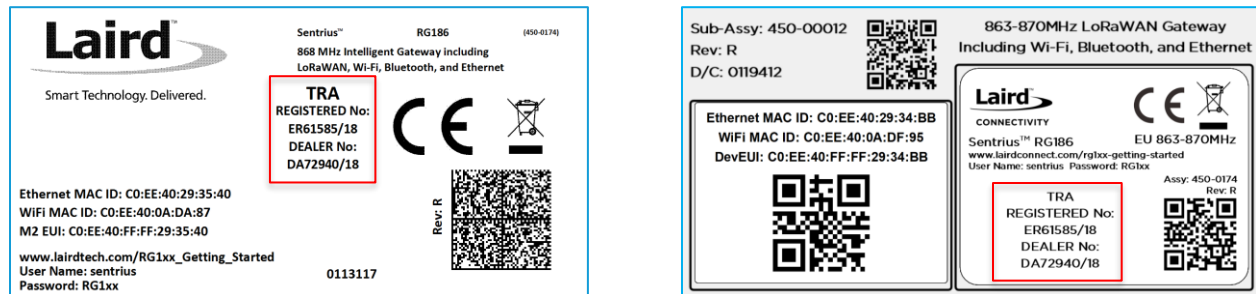 Laird™
Smart Technology. Delivered.
Sentrius™ RG186 (450-0174)
868 MHz Intelligent Gateway including
LoRaWAN, Wi-Fi, Bluetooth, and Ethernet
TRA
REGISTERED No:
ER61585/18
DEALER No:
DA72940/18
CE
Ethernet MAC ID: C0:EE:40:29:35:40
WiFi MAC ID: C0:EE:40:0A:DA:87
M2 EUI: C0:EE:40:FF:FF:29:35:40
www.lairdtech.com/RG1xx_Getting_Started
User Name: sentrius
Password: RG1xx
0113117
Rev: R
Sub-Assy: 450-00012
Rev: R
D/C: 0119412
863-870MHz LoRaWAN Gateway
Including Wi-Fi, Bluetooth, and Ethernet
Ethernet MAC ID: C0:EE:40:29:34:BB
WiFi MAC ID: C0:EE:40:0A:DF:95
DevEUI: C0:EE:40:FF:FF:29:34:BB
Laird
CONNECTIVITY
CE
Sentrius™ RG186
EU 863-870MHz
www.lairdconnect.com/rg1xx-getting-started
User Name: sentrius Password: RG1xx
Assy: 450-0174
Rev: R
TRA
REGISTERED No:
ER61585/18
DEALER No:
DA72940/18